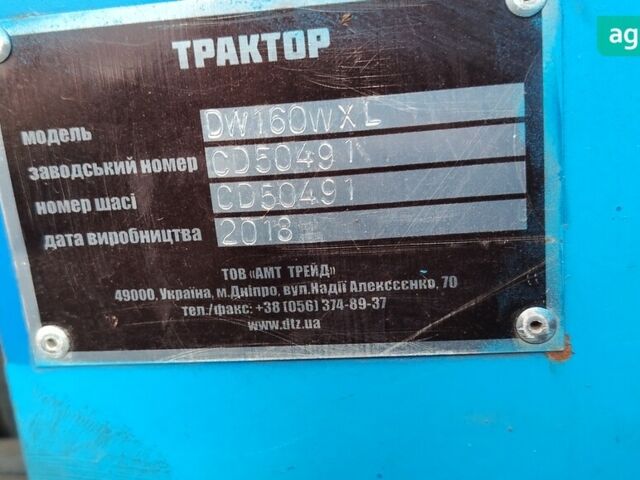 ag
ТРАКТОР
модель DW160WXL
заводський номер CD50491
номер шасі CD50491
дата виробництва 2018
ТОВ «АМТ ТРЕЙД»
49000, Україна, м.Дніпро, вул.Надії Алексєєнко, 70
тел./факс: +38 (056) 374-89-37
www.dtz.ua